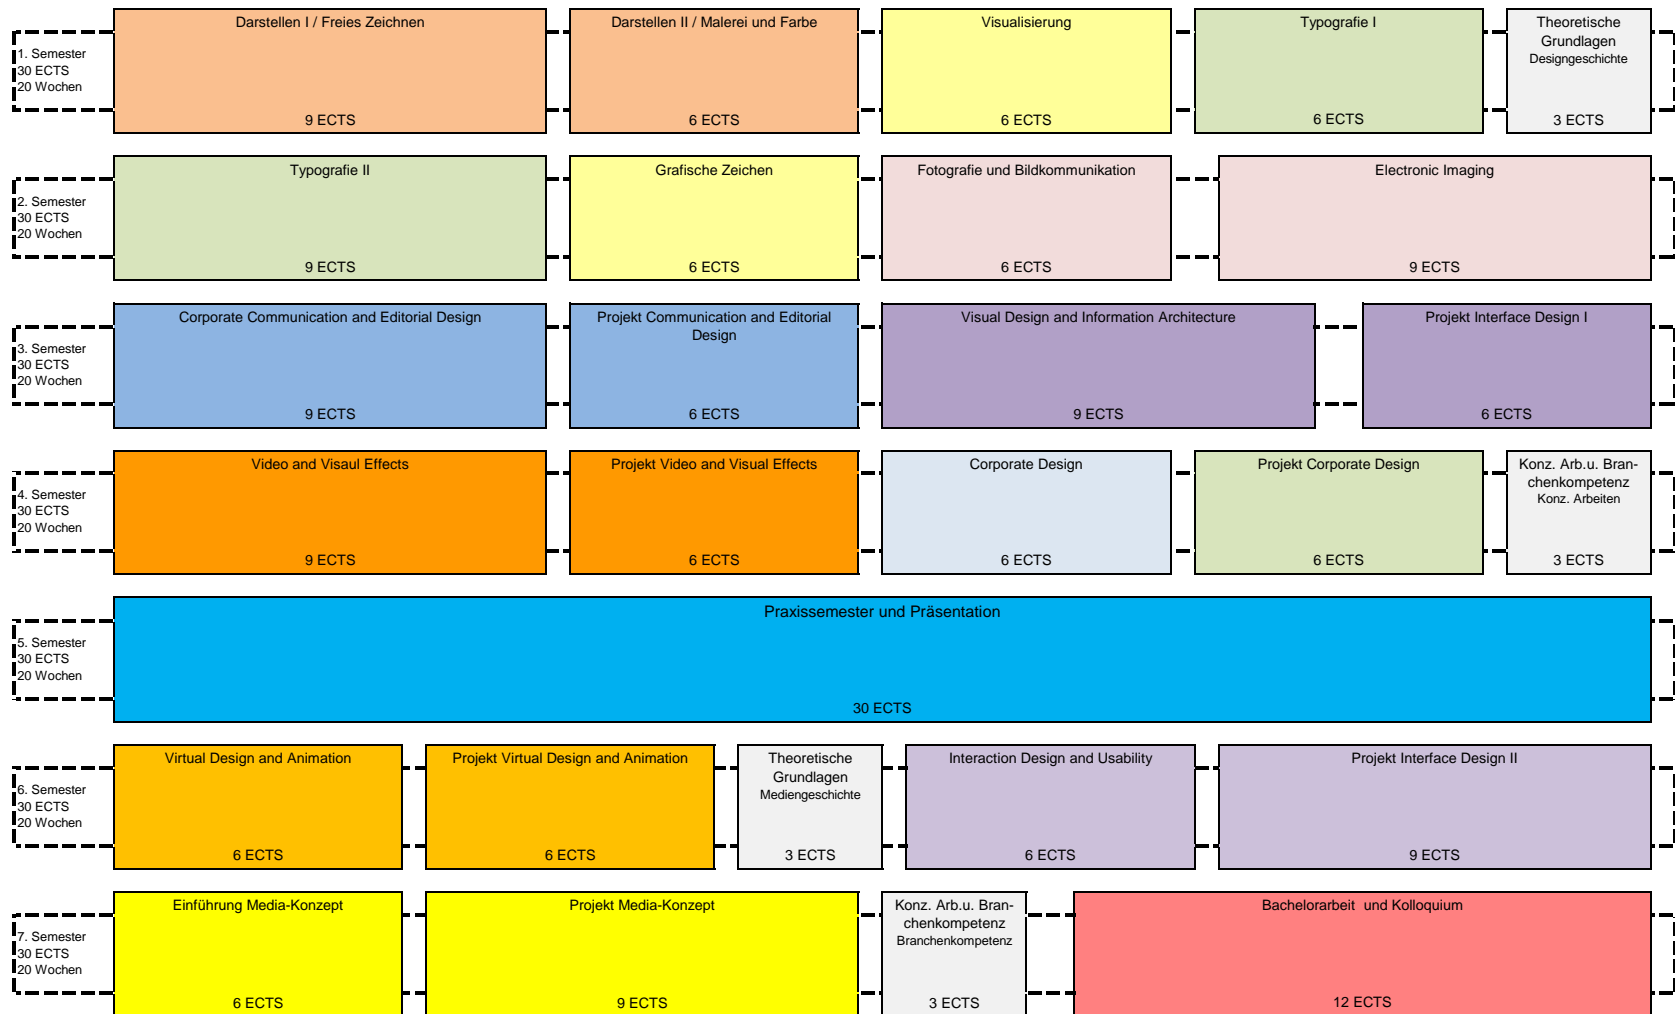 Darstellen I / Freies Zeichnen
Darstellen II / Malerei und Farbe
Visualisierung
Typografie I
Theoretische
Grundlagen
Designgeschichte
1. Semester
30 ECTS
20 Wochen
9 ECTS
6 ECTS
6 ECTS
6 ECTS
3 ECTS
Typografie II
Grafische Zeichen
Fotografie und Bildkommunikation
Electronic Imaging
2. Semester
30 ECTS
20 Wochen
9 ECTS
6 ECTS
6 ECTS
9 ECTS
Corporate Communication and Editorial Design
Projekt Communication and Editorial
Design
Visual Design and Information Architecture
Projekt Interface Design I
3. Semester
30 ECTS
20 Wochen
9 ECTS
6 ECTS
9 ECTS
6 ECTS
Video and Visaul Effects
Projekt Video and Visual Effects
Corporate Design
Projekt Corporate Design
Konz. Arb.u. Bran-
chenkompetenz
Konz. Arbeiten
4. Semester
30 ECTS
20 Wochen
9 ECTS
6 ECTS
6 ECTS
6 ECTS
3 ECTS
Praxissemester und Präsentation
5. Semester
30 ECTS
20 Wochen
30 ECTS
Virtual Design and Animation
Projekt Virtual Design and Animation
Theoretische
Grundlagen
Mediengeschichte
Interaction Design and Usability
Projekt Interface Design II
6. Semester
30 ECTS
20 Wochen
6 ECTS
6 ECTS
3 ECTS
6 ECTS
9 ECTS
Einführung Media-Konzept
Projekt Media-Konzept
Konz. Arb.u. Bran-
chenkompetenz
Branchenkompetenz
Bachelorarbeit  und Kolloquium
7. Semester
30 ECTS
20 Wochen
6 ECTS
9 ECTS
3 ECTS
12 ECTS